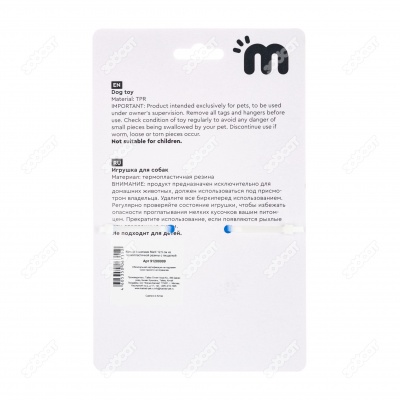 m
EN
Dog toy
Material: TPR
IMPORTANT: Product intended exclusively for pets, to be used
under owner's supervision. Remove all tags and hangers before
use. Check condition of toy regularly to avoid any danger of
small pieces being swallowed by your pet. Discontinue use if
worn, loose or torn pieces occur.
Not suitable for children.
RU
Игрушка для собак
Материал: термопластичная резина
ВНИМАНИЕ: продукт предназначен исключительно для
домашних животных, должен использоваться под присмо-
тром владельца. Удалите все бирки перед использованием.
Регулярно проверяйте состояние игрушки, чтобы избежать
опасности проглатывания мелких кусочков вашим питом-
цем. Прекратите использование, если появляются рыхлые
Не подходит для детей.